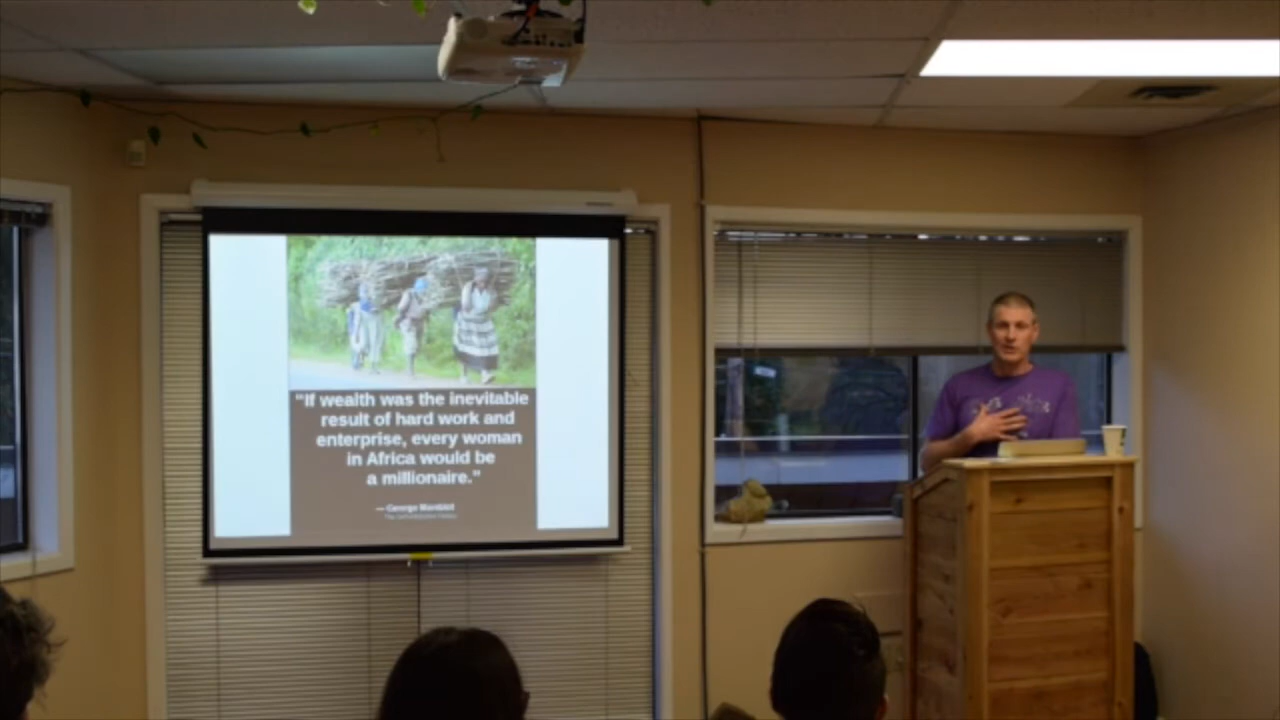 "If wealth was the inevitable
result of hard work and
enterprise, every woman
in Africa would be
a millionaire."
— George Monbiot